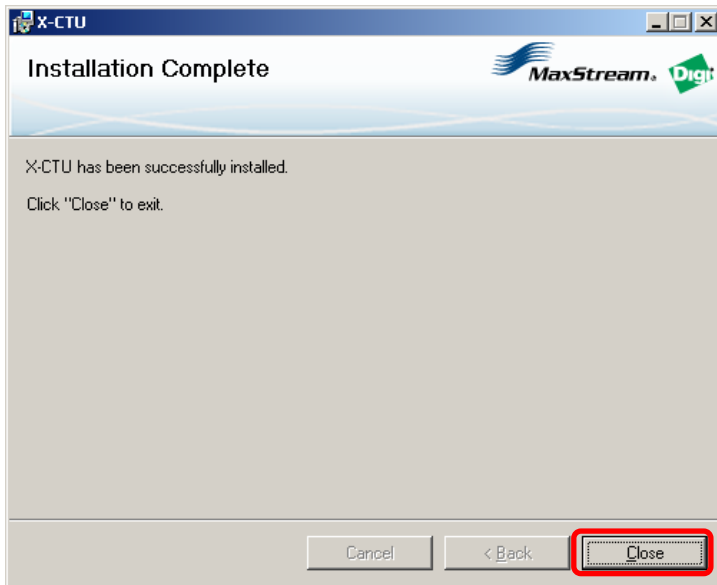 X-CTU
Installation Complete
MaxStream.
Digi
X-CTU has been successfully installed.
Click "Close" to exit.
Cancel
< Back
Close